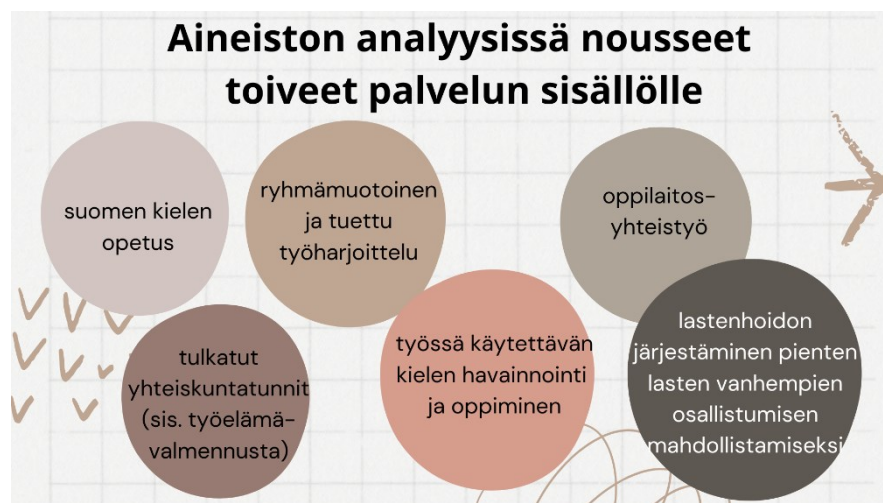 Aineiston analyysissä nousseet
toiveet palvelun sisällölle
suomen kielen
opetus
ryhmämuotoinen
ja tuettu
työharjoittelu
oppilaitos-
yhteistyö
tulkatut
yhteiskuntatunnit
(sis. työelämä-
valmennusta)
työssä käytettävän
kielen havainnointi
ja oppiminen
lastenhoidon
järjestäminen pienten
lasten vanhempien
osallistumisen
mahdollistamiseksi